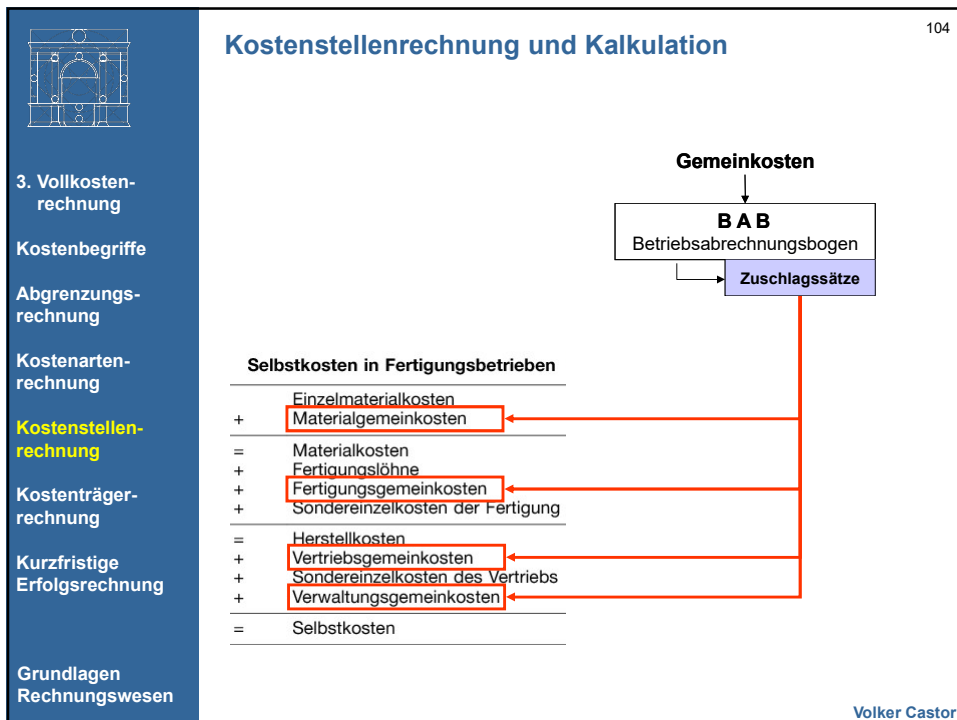 Kostenstellenrechnung und Kalkulation
104
3. Vollkosten-
rechnung
Kostenbegriffe
Abgrenzungs-
rechnung
Kostenarten-
rechnung
Kostenstellen-
rechnung
Kostenträger-
rechnung
Kurzfristige
Erfolgsrechnung
Grundlagen
Rechnungswesen
Gemeinkosten
B A B
Betriebsabrechnungsbogen
Zuschlagssätze
Selbstkosten in Fertigungsbetrieben
Einzelmaterialkosten
+ Materialgemeinkosten
= Materialkosten
+ Fertigungslöhne
+ Fertigungsgemeinkosten
+ Sondereinzelkosten der Fertigung
= Herstellkosten
+ Vertriebsgemeinkosten
+ Sondereinzelkosten des Vertriebs
+ Verwaltungsgemeinkosten
= Selbstkosten
Volker Castor